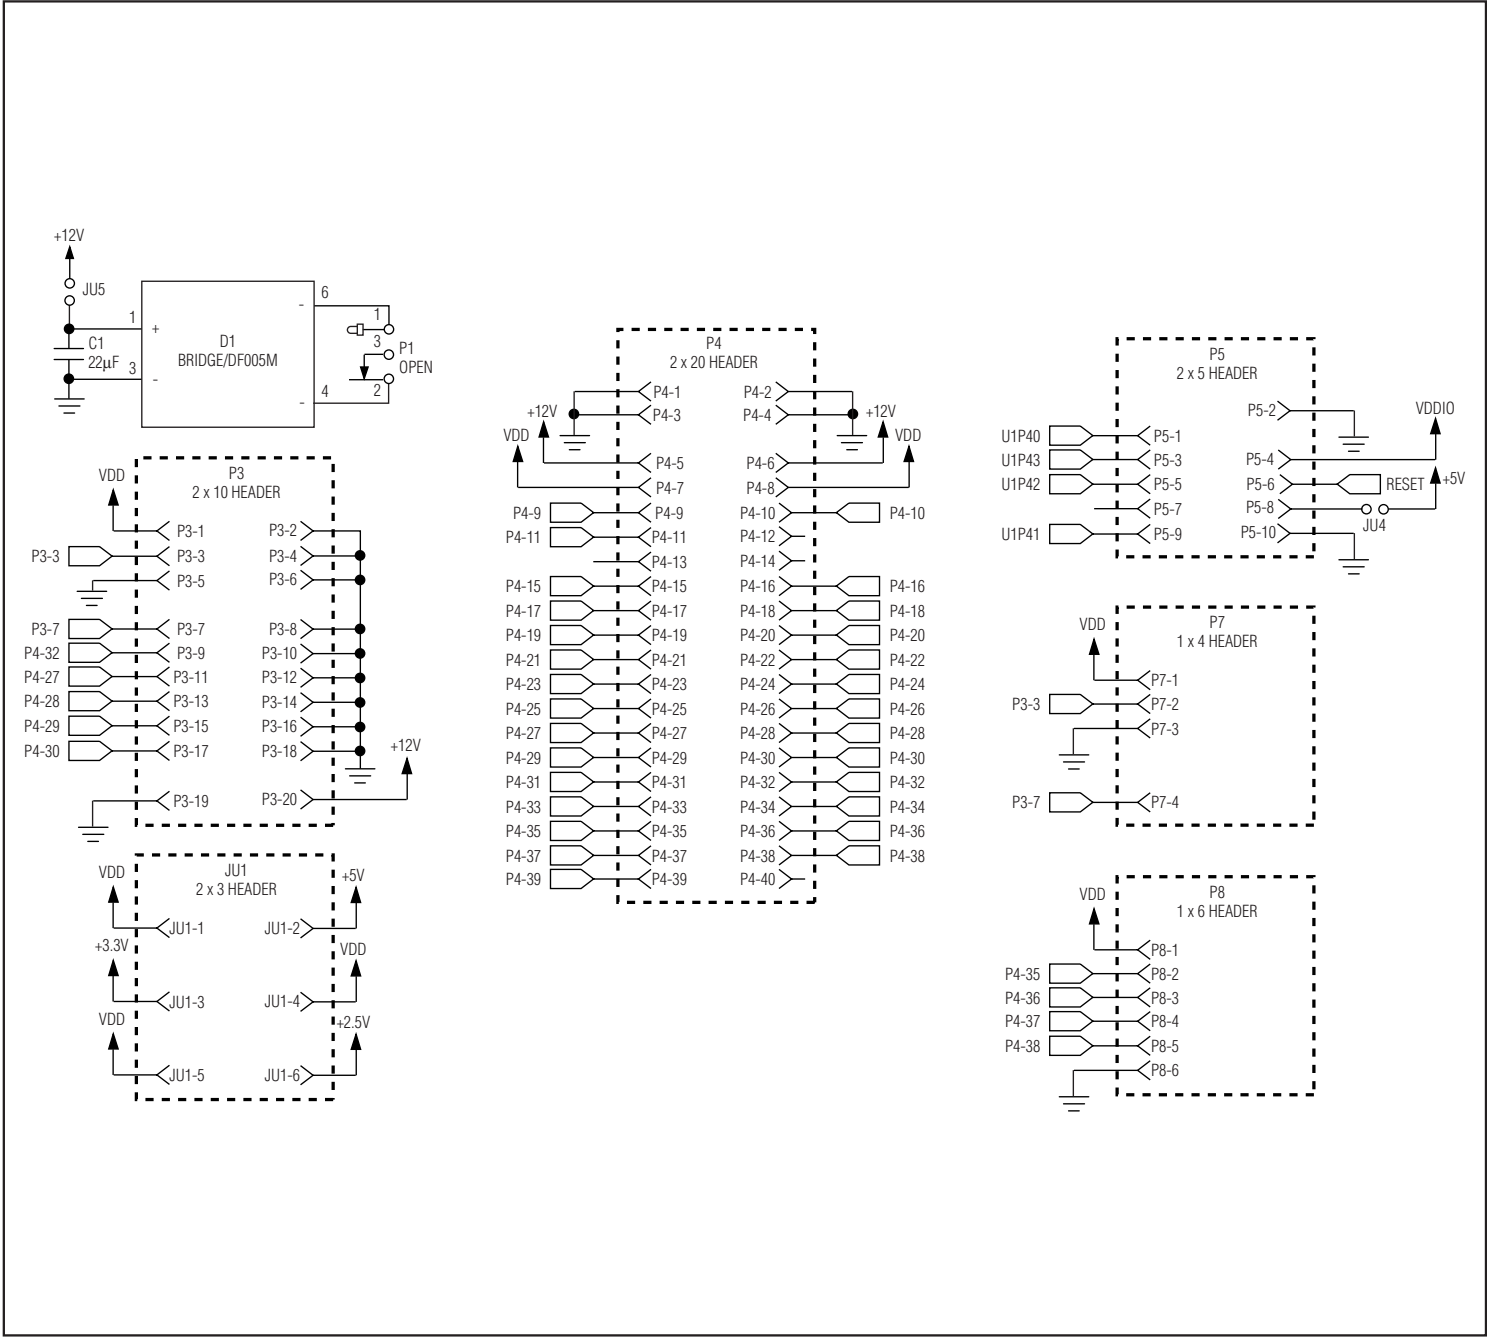 +12V
JU5
1
+
C1
22µF
3
-
D1
BRIDGE/DF005M
-
6
1
3
P1
OPEN
2
4
-
P3
2 x 10 HEADER
VDD
P3-1
P3-2
P3-3
P3-3
P3-4
P3-5
P3-6
P3-7
P3-7
P3-8
P4-32
P3-9
P3-10
P4-27
P3-11
P3-12
P4-28
P3-13
P3-14
P4-29
P3-15
P3-16
P4-30
P3-17
P3-18
+12V
P3-19
P3-20
JU1
2 x 3 HEADER
VDD
+5V
JU1-1
JU1-2
+3.3V
VDD
JU1-3
JU1-4
VDD
+2.5V
JU1-5
JU1-6
P4
2 x 20 HEADER
P4-1
P4-2
P4-3
P4-4
+12V
+12V
VDD
VDD
P4-5
P4-6
P4-7
P4-8
P4-9
P4-9
P4-10
P4-10
P4-11
P4-11
P4-12
P4-13
P4-14
P4-15
P4-15
P4-16
P4-16
P4-17
P4-17
P4-18
P4-18
P4-19
P4-19
P4-20
P4-20
P4-21
P4-21
P4-22
P4-22
P4-23
P4-23
P4-24
P4-24
P4-25
P4-25
P4-26
P4-26
P4-27
P4-27
P4-28
P4-28
P4-29
P4-29
P4-30
P4-30
P4-31
P4-31
P4-32
P4-32
P4-33
P4-33
P4-34
P4-34
P4-35
P4-35
P4-36
P4-36
P4-37
P4-37
P4-38
P4-38
P4-39
P4-39
P4-40
P5
2 x 5 HEADER
P5-2
VDDIO
U1P40
P5-1
U1P43
P5-3
P5-4
U1P42
P5-5
P5-6
RESET
+5V
P5-7
P5-8
JU4
U1P41
P5-9
P5-10
P7
1 x 4 HEADER
VDD
P7-1
P3-3
P7-2
P7-3
P3-7
P7-4
P8
1 x 6 HEADER
VDD
P8-1
P4-35
P8-2
P4-36
P8-3
P4-37
P8-4
P4-38
P8-5
P8-6